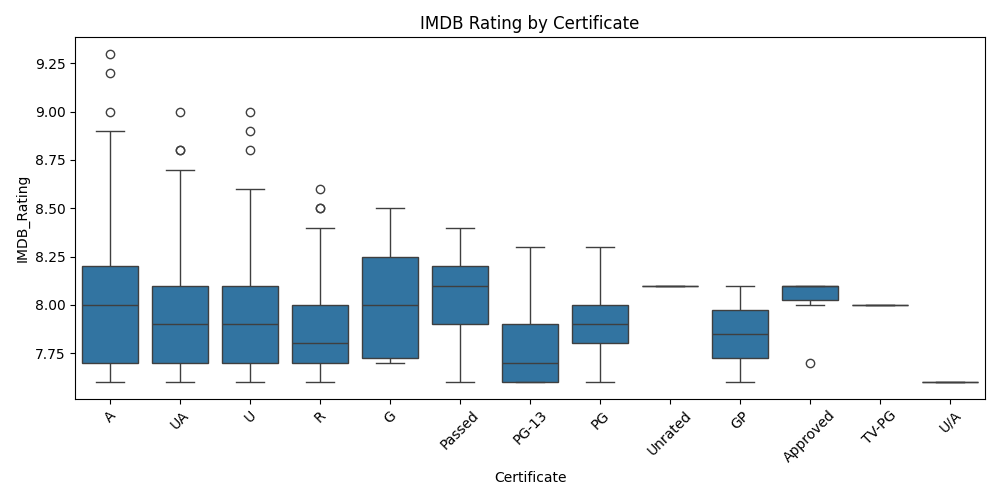 IMDB Rating by Certificate
IMDB_Rating
9.25
9.00
8.75
8.50
8.25
8.00
7.75
A
UA
U
R
G
Passed
PG-13
PG
Unrated
GP
Approved
TV-PG
U/A
Certificate